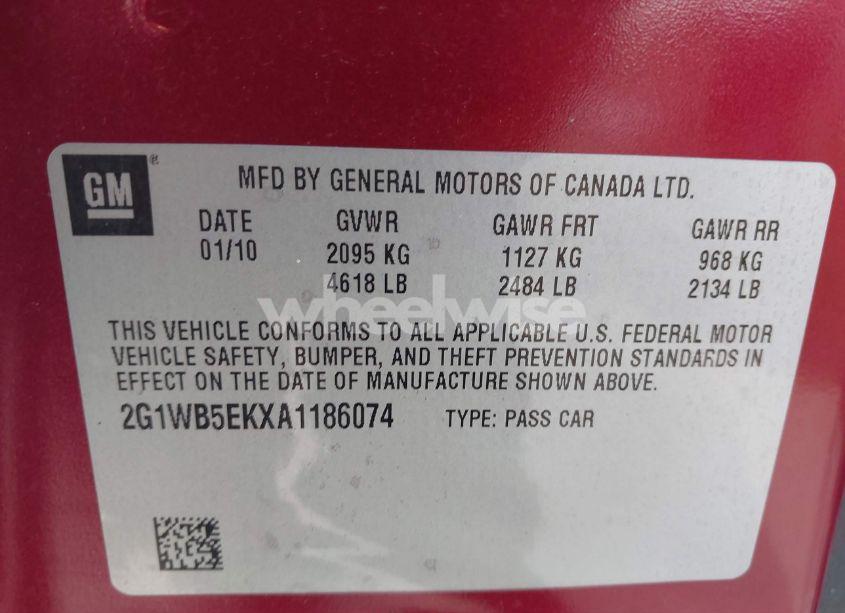 GM®
MFD BY GENERAL MOTORS OF CANADA LTD.
DATE GVWR GAWR FRT GAWR RR
01/10 2095 KG 1127 KG 968 KG
4618 LB 2484 LB 2134 LB
wheelwise
THIS VEHICLE CONFORMS TO ALL APPLICABLE U.S. FEDERAL MOTOR
VEHICLE SAFETY, BUMPER, AND THEFT PREVENTION STANDARDS IN
EFFECT ON THE DATE OF MANUFACTURE SHOWN ABOVE.
2G1WB5EKXA1186074 TYPE: PASS CAR